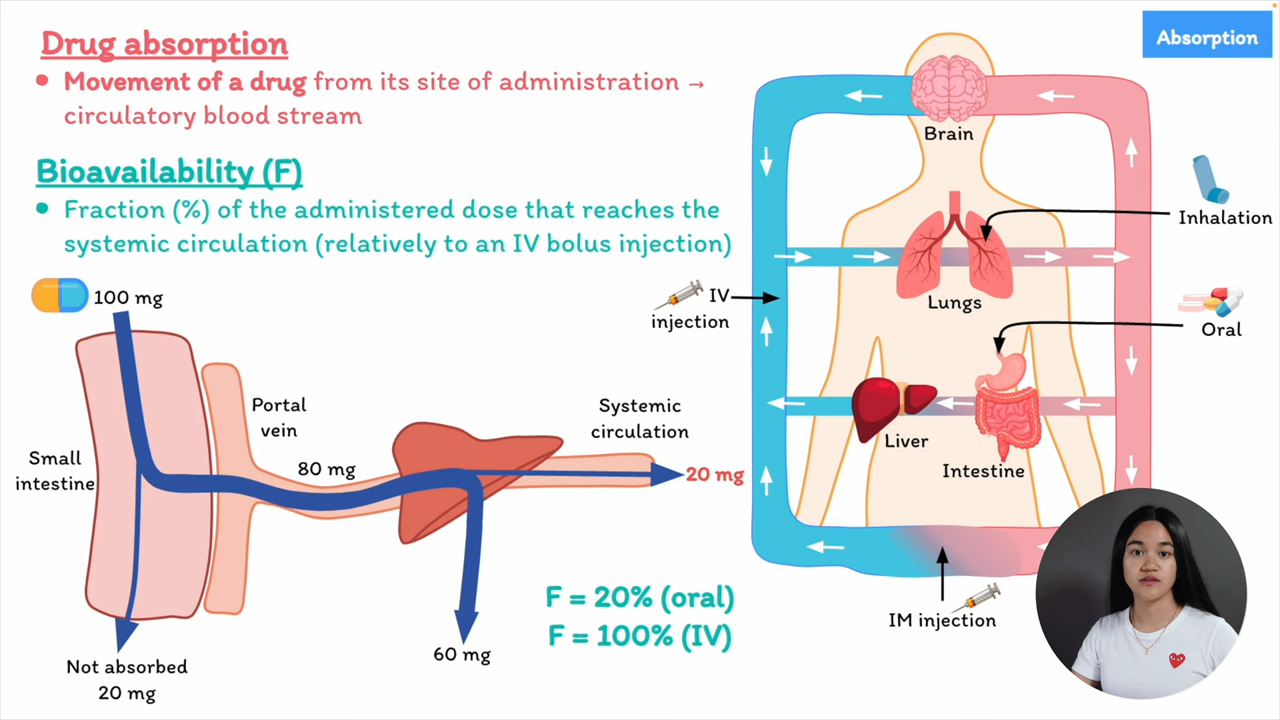 Drug absorption
• Movement of a drug from its site of administration →
circulatory blood stream
Bioavailability (F)
• Fraction (%) of the administered dose that reaches the
systemic circulation (relatively to an IV bolus injection)
100 mg
Small
intestine
Portal
vein
80 mg
Systemic
circulation
20 mg
60 mg
Not absorbed
20 mg
F = 20% (oral)
F = 100% (IV)
Absorption
Brain
Inhalation
Lungs
IV
injection
Oral
Liver
Intestine
IM injection